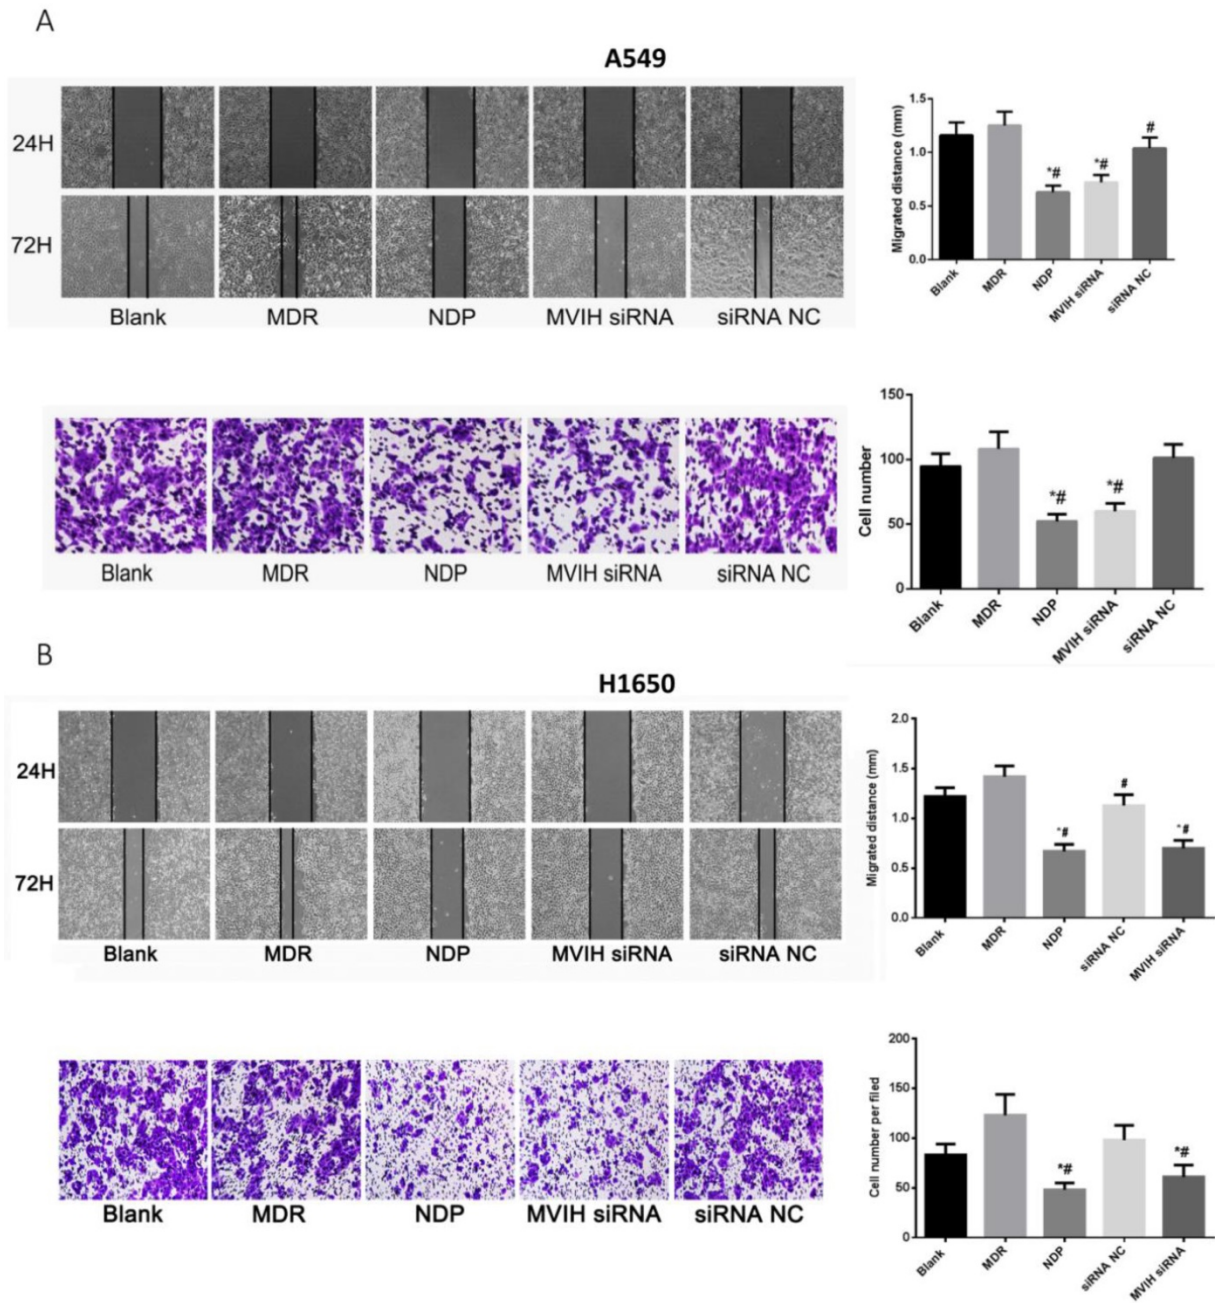 A
A549
24H
72H
Blank MDR NDP MVIH siRNA siRNA NC
Migrated distance (mm)
1.5
1.0
0.5
0.0
*# *# #
Blank MDR NDP MVIH siRNA siRNA NC
Blank MDR NDP MVIH siRNA siRNA NC
Cell number
150
100
50
0
*# *#
Blank MDR NDP MVIH siRNA siRNA NC
B
H1650
24H
72H
Blank MDR NDP MVIH siRNA siRNA NC
Migrated distance (mm)
2.0
1.5
1.0
0.5
0.0
*# # *#
Blank MDR NDP siRNA NC MVIH siRNA
Blank MDR NDP MVIH siRNA siRNA NC
Cell number per filed
200
150
100
50
0
*# *#
Blank MDR NDP siRNA NC MVIH siRNA